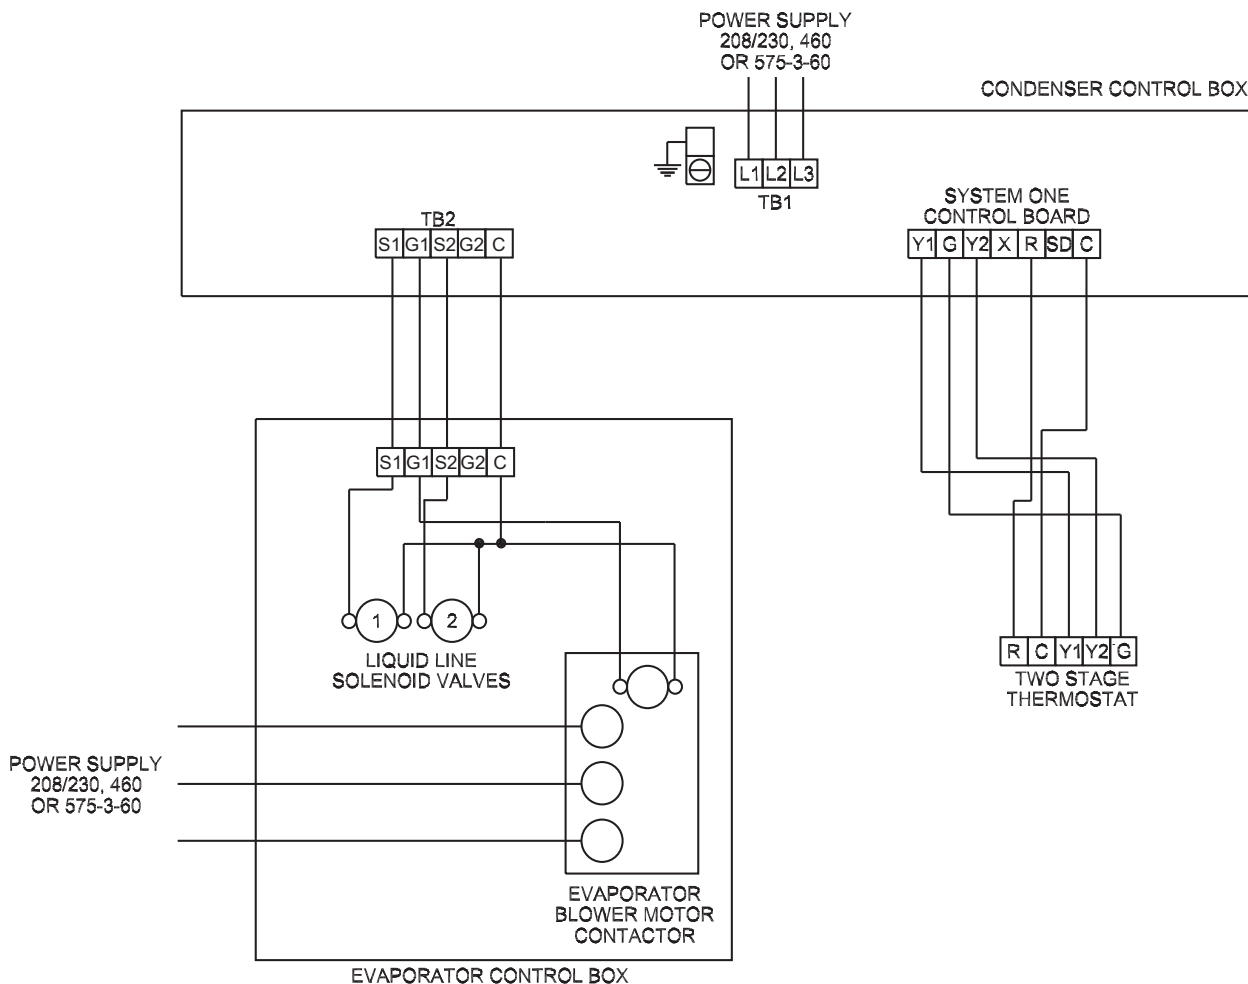 POWER SUPPLY
208/230, 460
OR 575-3-60
CONDENSER CONTROL BOX
L1 L2 L3
TB1
SYSTEM ONE
CONTROL BOARD
Y1 G Y2 X R SD C
TB2
S1 G1 S2 G2 C
S1 G1 S2 G2 C
1 2
LIQUID LINE
SOLENOID VALVES
R C Y1 Y2 G
TWO STAGE
THERMOSTAT
POWER SUPPLY
208/230, 460
OR 575-3-60
EVAPORATOR
BLOWER MOTOR
CONTACTOR
EVAPORATOR CONTROL BOX